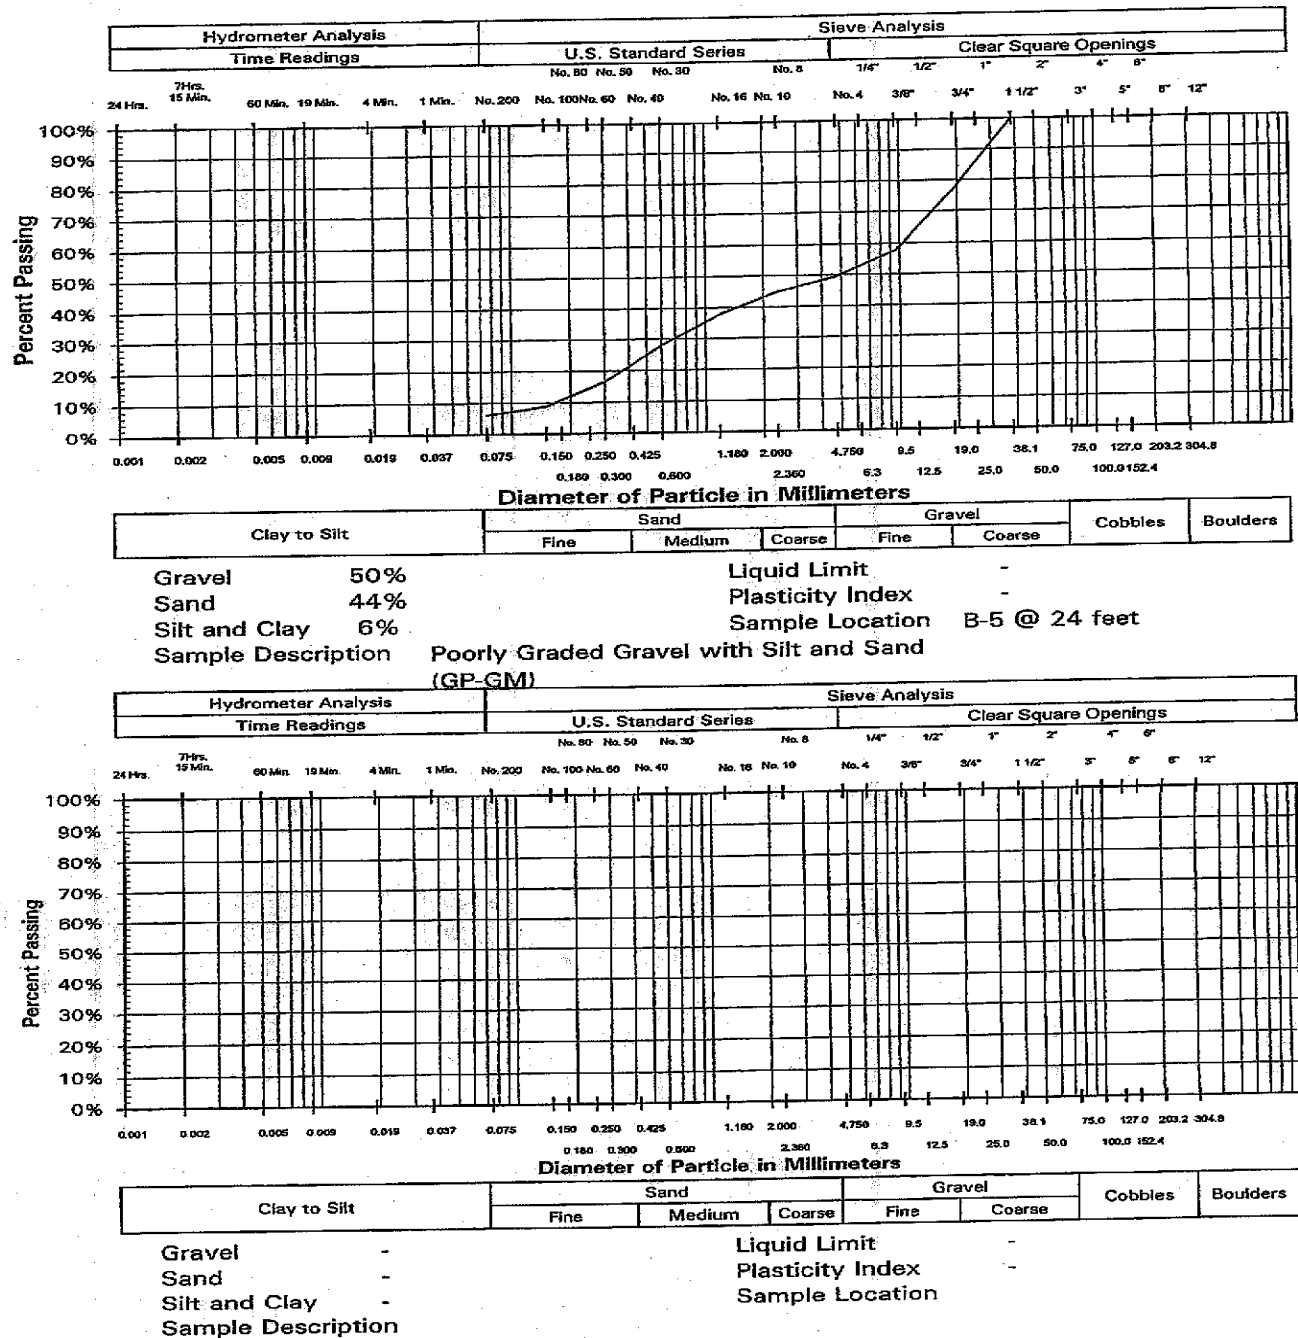 Hydrometer Analysis Sieve Analysis
Time Readings U.S. Standard Series Clear Square Openings
No. 80 No. 50 No. 30 No. 8 1/4" 1/2" 1" 2" 4" 6"
7Hrs.
24 Hrs. 15 Min. 60 Min. 19 Min. 4 Min. 1 Min. No. 200 No. 100 No. 60 No. 40 No. 16 No. 10 No. 4 3/8" 3/4" 1 1/2" 3" 5" 8" 12"
100%
90%
80%
70%
60%
50%
40%
30%
20%
10%
0%
Percent Passing
0.001 0.002 0.005 0.009 0.019 0.037 0.075 0.150 0.250 0.425 1.180 2.000 4.750 9.5 19.0 38.1 75.0 127.0 203.2 304.8
0.180 0.300 0.600 2.360 6.3 12.5 25.0 50.0 100.0 152.4
Diameter of Particle in Millimeters
Clay to Silt Sand Gravel Cobbles Boulders
Fine Medium Coarse Fine Coarse
Gravel 50% Liquid Limit -
Sand 44% Plasticity Index -
Silt and Clay 6% Sample Location B-5 @ 24 feet
Sample Description Poorly Graded Gravel with Silt and Sand
(GP-GM)
Hydrometer Analysis Sieve Analysis
Time Readings U.S. Standard Series Clear Square Openings
No. 80 No. 50 No. 30 No. 8 1/4" 1/2" 1" 2" 4" 6"
7Hrs.
24 Hrs. 15 Min. 60 Min. 19 Min. 4 Min. 1 Min. No. 200 No. 100 No. 60 No. 40 No. 16 No. 10 No. 4 3/8" 3/4" 1 1/2" 3" 5" 8" 12"
100%
90%
80%
70%
60%
50%
40%
30%
20%
10%
0%
Percent Passing
0.001 0.002 0.005 0.009 0.019 0.037 0.075 0.150 0.250 0.425 1.180 2.000 4.750 9.5 19.0 38.1 75.0 127.0 203.2 304.8
0.180 0.300 0.600 2.360 6.3 12.5 25.0 50.0 100.0 152.4
Diameter of Particle in Millimeters
Clay to Silt Sand Gravel Cobbles Boulders
Fine Medium Coarse Fine Coarse
Gravel - Liquid Limit -
Sand - Plasticity Index -
Silt and Clay - Sample Location
Sample Description